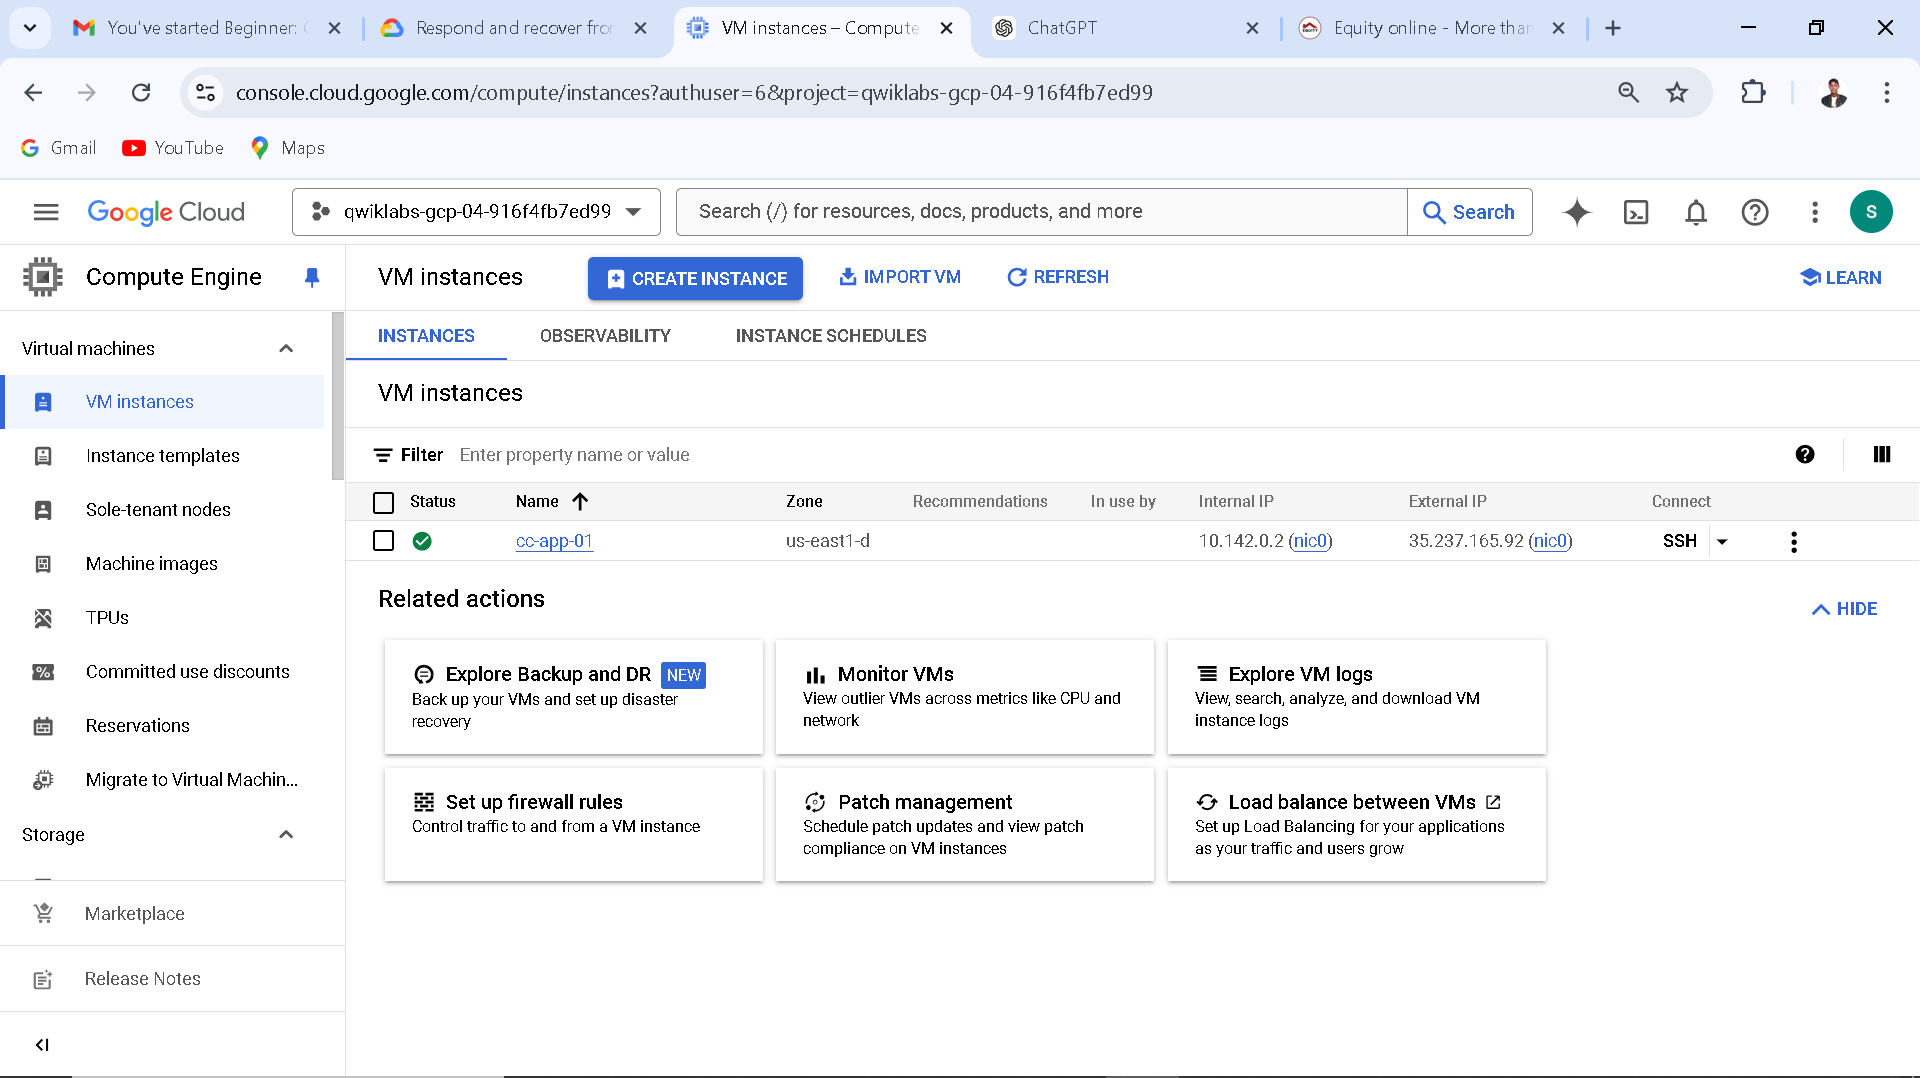 You've started Beginner:
Respond and recover from
VM instances – Compute
ChatGPT
Equity online - More than
console.cloud.google.com/compute/instances?authuser=6&project=qwiklabs-gcp-04-916f4fb7ed99
Gmail
YouTube
Maps
Google Cloud
qwiklabs-gcp-04-916f4fb7ed99
Search (/) for resources, docs, products, and more
Search
S
Compute Engine
VM instances
CREATE INSTANCE
IMPORT VM
REFRESH
LEARN
INSTANCES
OBSERVABILITY
INSTANCE SCHEDULES
Virtual machines
VM instances
Instance templates
Sole-tenant nodes
Machine images
TPUs
Committed use discounts
Reservations
Migrate to Virtual Machin...
Storage
Marketplace
Release Notes
VM instances
Filter Enter property name or value
Status Name Zone Recommendations In use by Internal IP External IP Connect
cc-app-01 us-east1-d 10.142.0.2 (nic0) 35.237.165.92 (nic0) SSH
Related actions
HIDE
Explore Backup and DR NEW
Back up your VMs and set up disaster
recovery
Monitor VMs
View outlier VMs across metrics like CPU and
network
Explore VM logs
View, search, analyze, and download VM
instance logs
Set up firewall rules
Control traffic to and from a VM instance
Patch management
Schedule patch updates and view patch
compliance on VM instances
Load balance between VMs
Set up Load Balancing for your applications
as your traffic and users grow